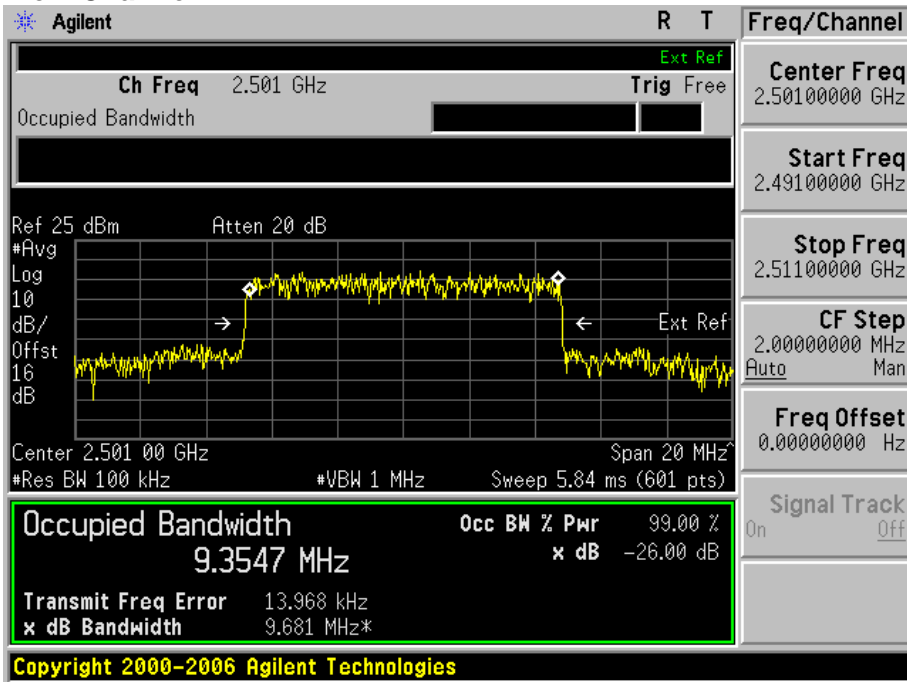 Agilent R T Freq/Channel
Ext Ref
Ch Freq 2.501 GHz Trig Free
Occupied Bandwidth
Center Freq
2.50100000 GHz
Start Freq
2.49100000 GHz
Stop Freq
2.51100000 GHz
CF Step
2.00000000 MHz
Auto Man
Freq Offset
0.00000000 Hz
Signal Track
On Off
Ref 25 dBm Atten 20 dB
#Avg
Log
10
dB/
Offst
16
dB
Ext Ref
Center 2.501 00 GHz Span 20 MHz^
#Res BW 100 kHz #VBW 1 MHz Sweep 5.84 ms (601 pts)
Occupied Bandwidth
9.3547 MHz
Occ BW % Pwr 99.00 %
x dB -26.00 dB
Transmit Freq Error 13.968 kHz
x dB Bandwidth 9.681 MHz*
Copyright 2000-2006 Agilent Technologies